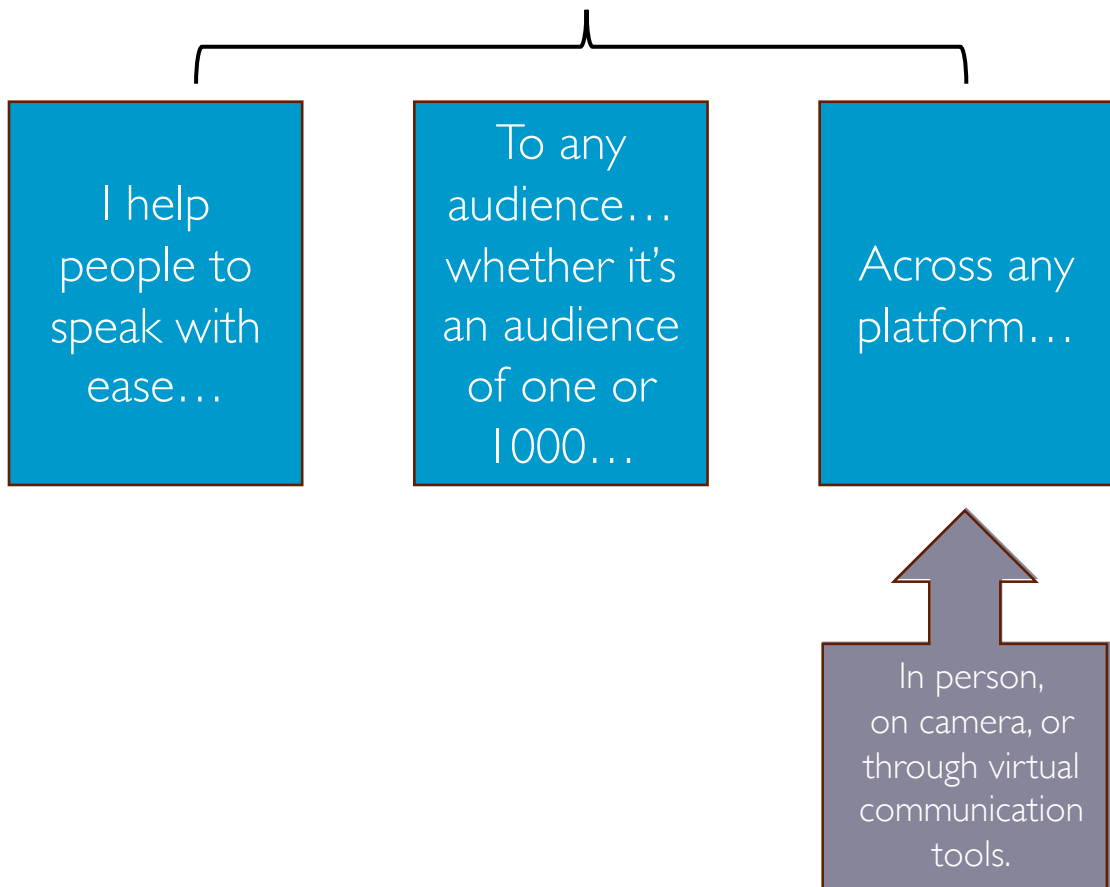 I help
people to
speak with
ease…
To any
audience…
whether it’s
an audience
of one or
1000…
Across any
platform…
In person,
on camera, or
through virtual
communication
tools.